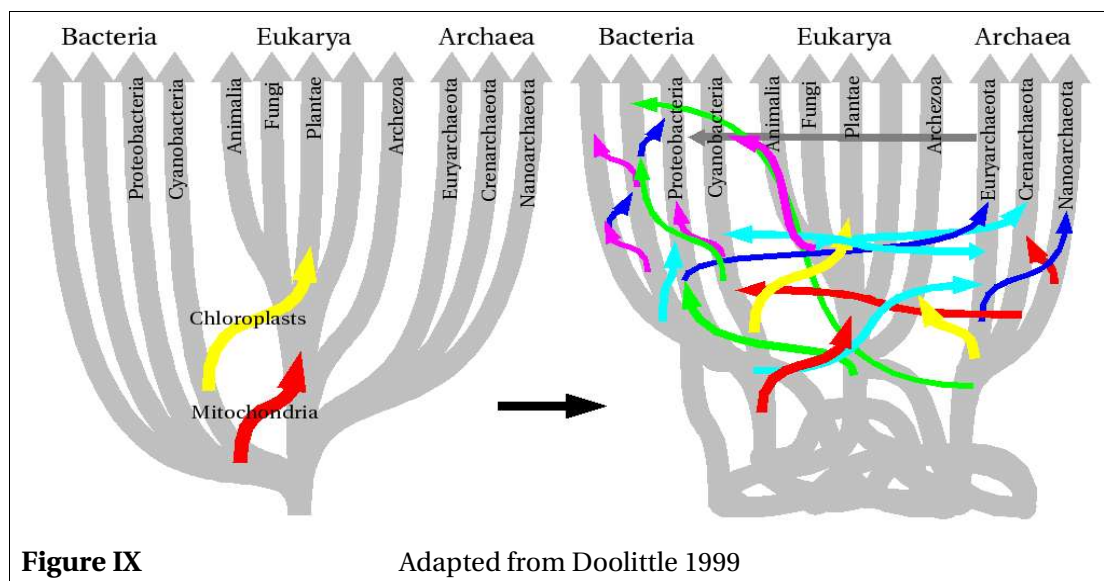 Bacteria Eukarya Archaea
Proteobacteria
Cyanobacteria
Animalia
Fungi
Plantae
Archezoa
Euryarchaeota
Crenarchaeota
Nanoarchaeota
Chloroplasts
Mitochondria
Bacteria Eukarya Archaea
Proteobacteria
Cyanobacteria
Animalia
Fungi
Plantae
Archezoa
Euryarchaeota
Crenarchaeota
Nanoarchaeota
Figure IX Adapted from Doolittle 1999